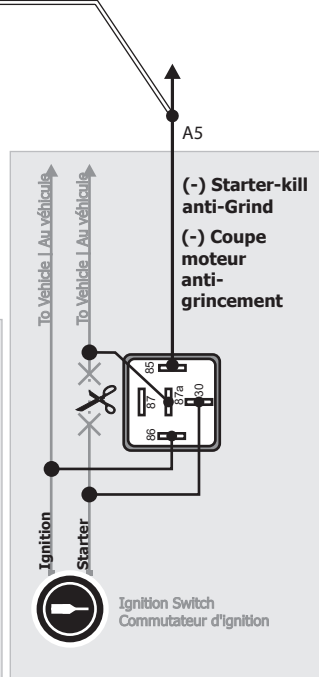 A5
(-) Starter-kill
anti-Grind
(-) Coupe
moteur
anti-
grincement
To Vehicle | Au véhicule
To Vehicle | Au véhicule
85
87
87a
30
86
Ignition
Starter
Ignition Switch
Commutateur d'ignition